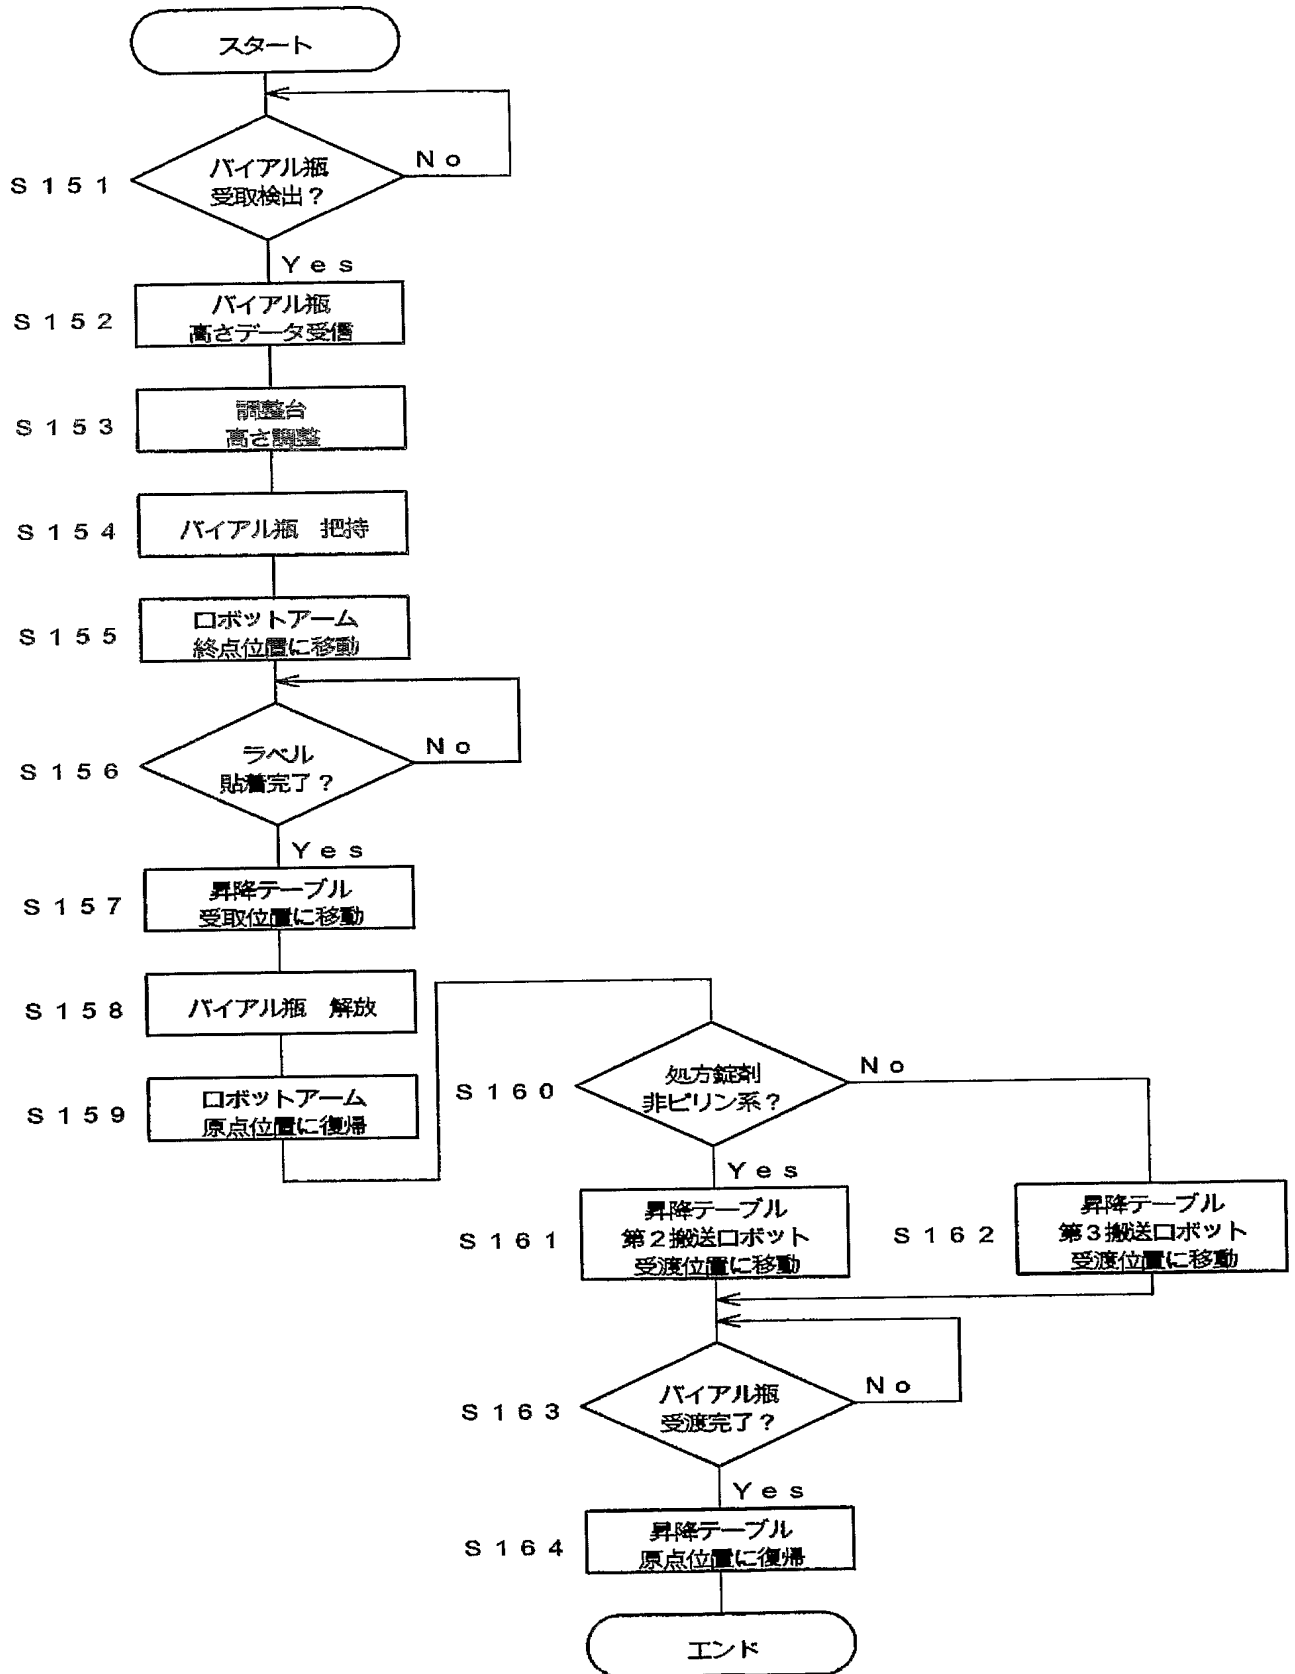 スタート
S151
バイアル瓶
受取検出？
No
Yes
S152
バイアル瓶
高さデータ受信
S153
調整台
高さ調整
S154
バイアル瓶　把持
S155
ロボットアーム
終点位置に移動
S156
ラベル
貼着完了？
No
Yes
S157
昇降テーブル
受取位置に移動
S158
バイアル瓶　解放
S159
ロボットアーム
原点位置に復帰
S160
処方錠剤
非ピリン系？
No
Yes
S161
昇降テーブル
第2搬送ロボット
受渡位置に移動
S162
昇降テーブル
第3搬送ロボット
受渡位置に移動
S163
バイアル瓶
受渡完了？
No
Yes
S164
昇降テーブル
原点位置に復帰
エンド